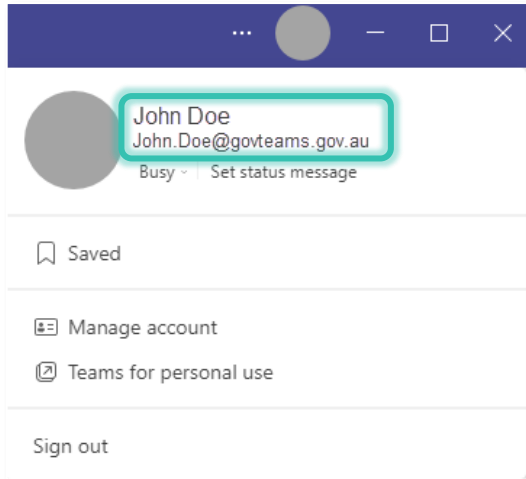 John Doe
John.Doe@govteams.gov.au
Busy Set status message
Saved
Manage account
Teams for personal use
Sign out